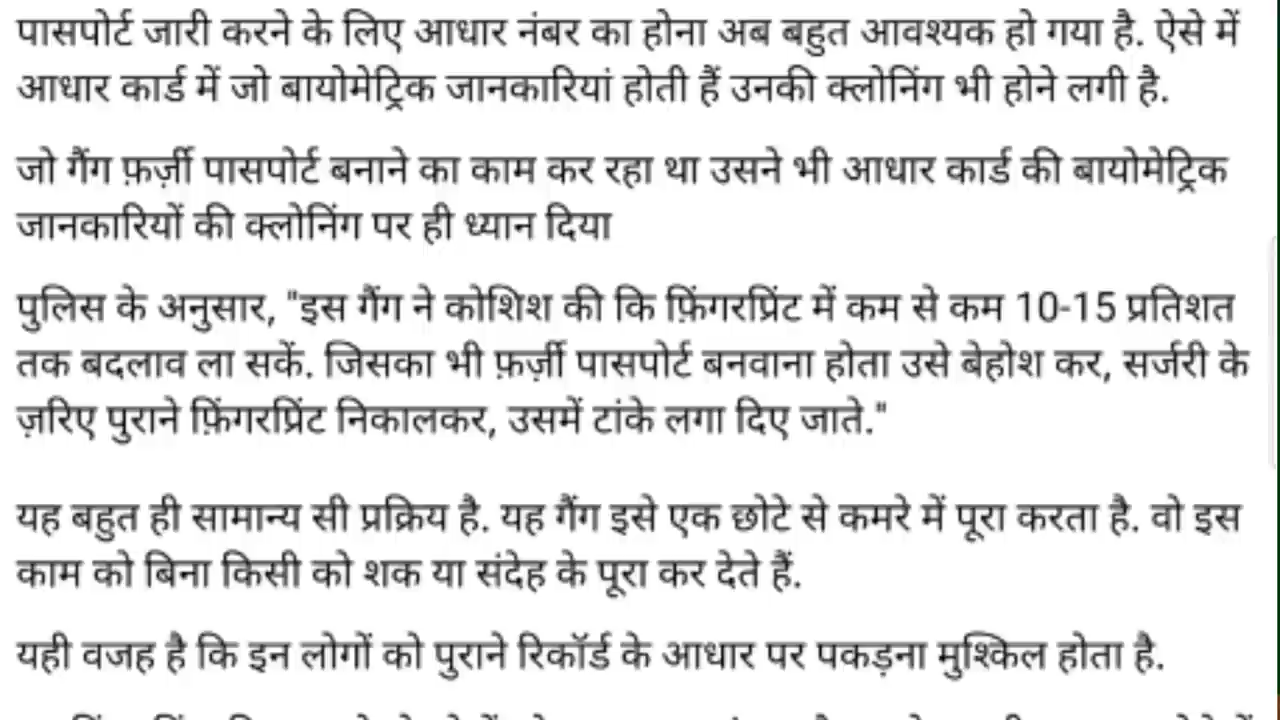 पासपोर्ट जारी करने के लिए आधार नंबर का होना अब बहुत आवश्यक हो गया है. ऐसे में
आधार कार्ड में जो बायोमेट्रिक जानकारियां होती हैं उनकी क्लोनिंग भी होने लगी है.
जो गैंग फ़र्ज़ी पासपोर्ट बनाने का काम कर रहा था उसने भी आधार कार्ड की बायोमेट्रिक
जानकारियों की क्लोनिंग पर ही ध्यान दिया
पुलिस के अनुसार, "इस गैंग ने कोशिश की कि फ़िंगरप्रिंट में कम से कम 10-15 प्रतिशत
तक बदलाव ला सकें. जिसका भी फ़र्ज़ी पासपोर्ट बनवाना होता उसे बेहोश कर, सर्जरी के
ज़रिए पुराने फ़िंगरप्रिंट निकालकर, उसमें टांके लगा दिए जाते."
यह बहुत ही सामान्य सी प्रक्रिय है. यह गैंग इसे एक छोटे से कमरे में पूरा करता है. वो इस
काम को बिना किसी को शक या संदेह के पूरा कर देते हैं.
यही वजह है कि इन लोगों को पुराने रिकॉर्ड के आधार पर पकड़ना मुश्किल होता है.